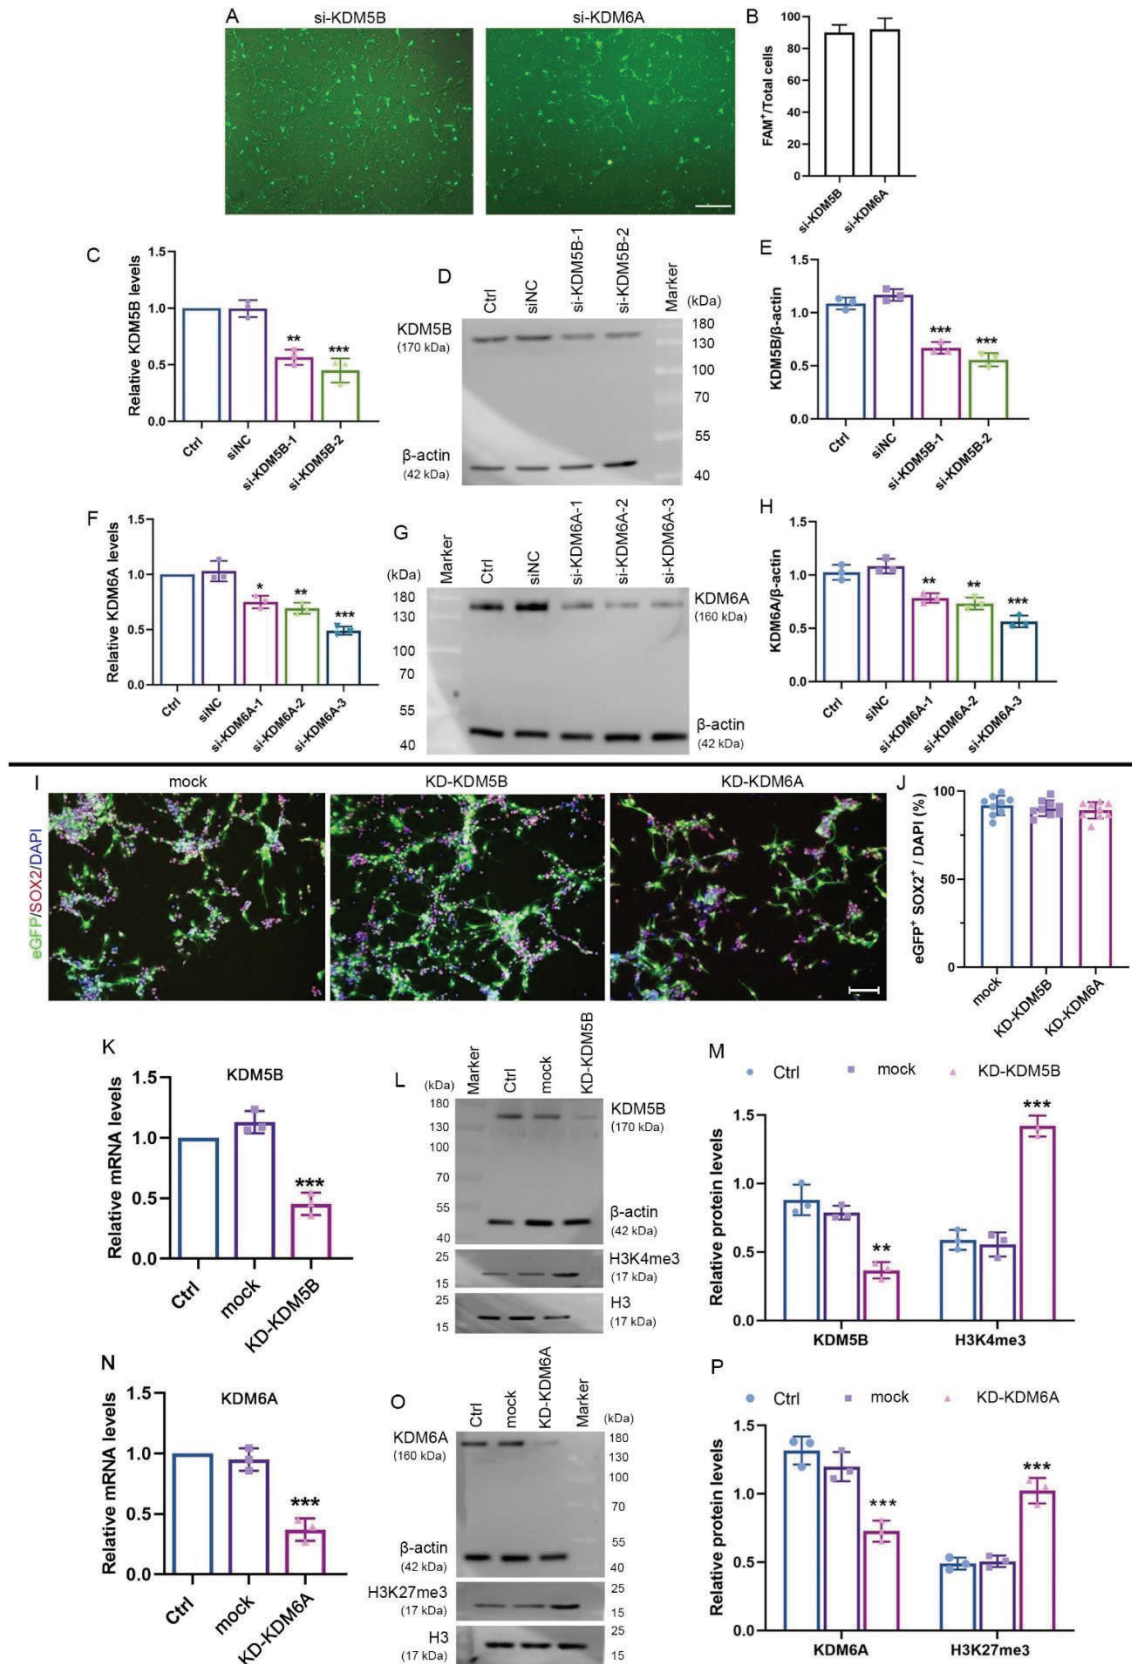 A
si-KDM5B
si-KDM6A
B
FAM⁺/Total cells
100
80
60
40
20
0
si-KDM5B
si-KDM6A
C
Relative KDM5B levels
1.5
1.0
0.5
0.0
**
***
Ctrl
siNC
si-KDM5B-1
si-KDM5B-2
D
Ctrl
siNC
si-KDM5B-1
si-KDM5B-2
Marker
(kDa)
KDM5B
(170 kDa)
β-actin
(42 kDa)
180
130
100
70
55
40
E
KDM5B/β-actin
1.5
1.0
0.5
0.0
***
***
Ctrl
siNC
si-KDM5B-1
si-KDM5B-2
F
Relative KDM6A levels
1.5
1.0
0.5
0.0
*
**
***
Ctrl
siNC
si-KDM6A-1
si-KDM6A-2
si-KDM6A-3
G
(kDa)
Marker
Ctrl
siNC
si-KDM6A-1
si-KDM6A-2
si-KDM6A-3
180
130
100
70
55
40
KDM6A
(160 kDa)
β-actin
(42 kDa)
H
KDM6A/β-actin
1.5
1.0
0.5
0.0
**
**
***
Ctrl
siNC
si-KDM6A-1
si-KDM6A-2
si-KDM6A-3
I
mock
KD-KDM5B
KD-KDM6A
eGFP/SOX2/DAPI
J
eGFP⁺ SOX2⁺ / DAPI (%)
100
50
0
mock
KD-KDM5B
KD-KDM6A
K
KDM5B
Relative mRNA levels
1.5
1.0
0.5
0.0
***
Ctrl
mock
KD-KDM5B
L
(kDa)
Marker
Ctrl
mock
KD-KDM5B
180
130
100
70
55
40
25
15
25
15
KDM5B
(170 kDa)
β-actin
(42 kDa)
H3K4me3
(17 kDa)
H3
(17 kDa)
M
Ctrl
mock
KD-KDM5B
Relative protein levels
1.5
1.0
0.5
0.0
**
***
KDM5B
H3K4me3
N
KDM6A
Relative mRNA levels
1.5
1.0
0.5
0.0
***
Ctrl
mock
KD-KDM6A
O
Ctrl
mock
KD-KDM6A
Marker
(kDa)
KDM6A
(160 kDa)
β-actin
(42 kDa)
H3K27me3
(17 kDa)
H3
(17 kDa)
180
130
100
70
55
40
25
15
25
15
P
Ctrl
mock
KD-KDM6A
Relative protein levels
1.5
1.0
0.5
0.0
***
***
KDM6A
H3K27me3